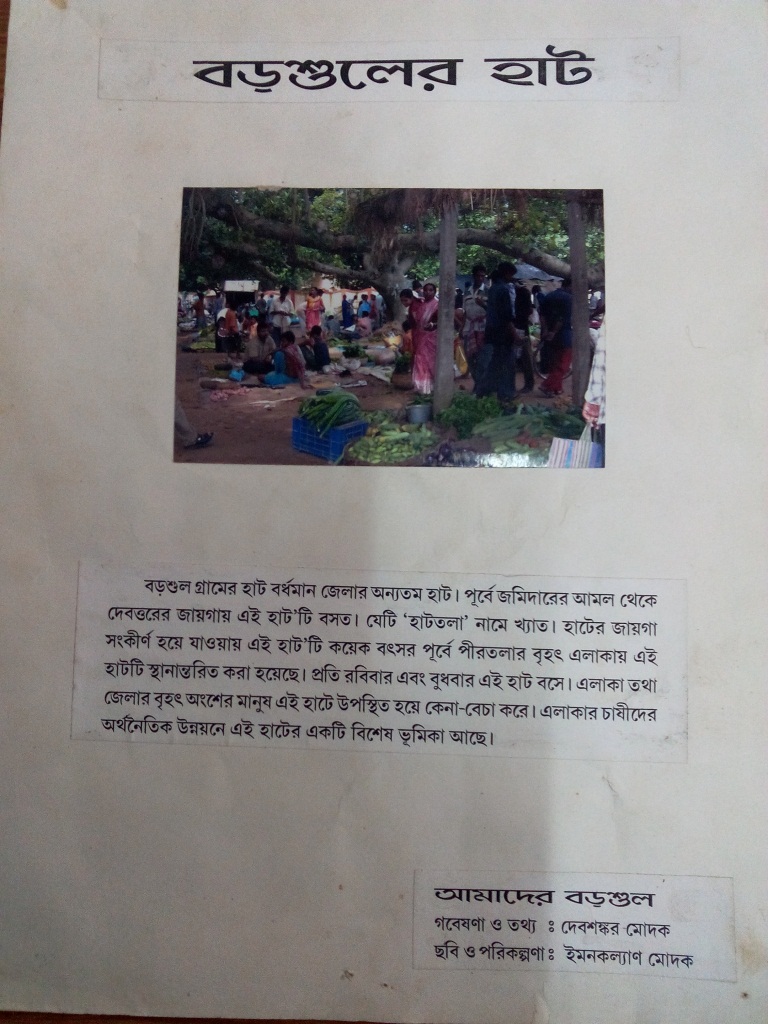 বড়শুলের হাট
বড়শুল গ্রামের হাট বর্ধমান জেলার অন্যতম হাট। পূর্বে জমিদারের আমল থেকে
দেবত্তরের জায়গায় এই হাট'টি বসত। যেটি ‘হাটতলা’ নামে খ্যাত। হাটের জায়গা
সংকীর্ণ হয়ে যাওয়ায় এই হাট'টি কয়েক বৎসর পূর্বে পীরতলার বৃহৎ এলাকায় এই
হাটটি স্থানান্তরিত করা হয়েছে। প্রতি রবিবার এবং বুধবার এই হাট বসে। এলাকা তথা
জেলার বৃহৎ অংশের মানুষ এই হাটে উপস্থিত হয়ে কেনা-বেচা করে। এলাকার চাষীদের
অর্থনৈতিক উন্নয়নে এই হাটের একটি বিশেষ ভূমিকা আছে।
আমাদের বড়শুল
গবেষণা ও তথ্য ঃ দেবশঙ্কর মোদক
ছবি ও পরিকল্পণা ঃ ইমনকল্যাণ মোদক